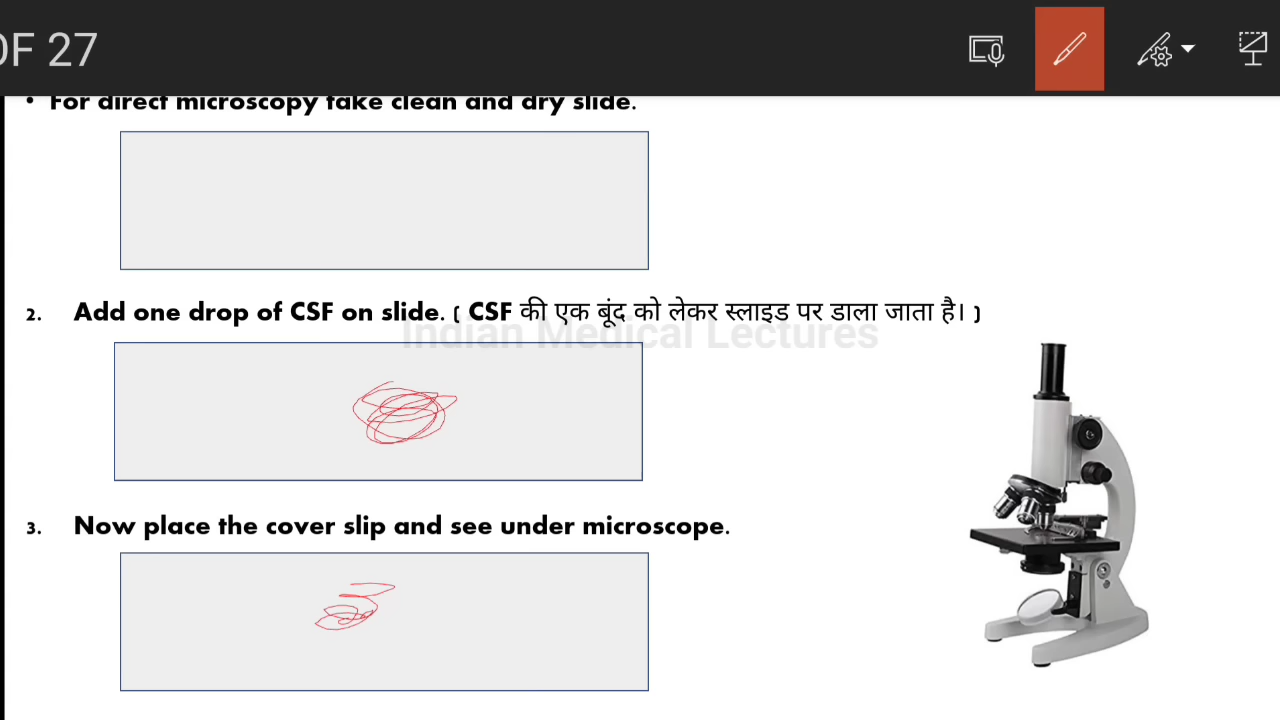 OF 27
• For direct microscopy take clean and dry slide.
2. Add one drop of CSF on slide. ( CSF की एक बूंद को लेकर स्लाइड पर डाला जाता है। )
Indian Medical Lectures
3. Now place the cover slip and see under microscope.